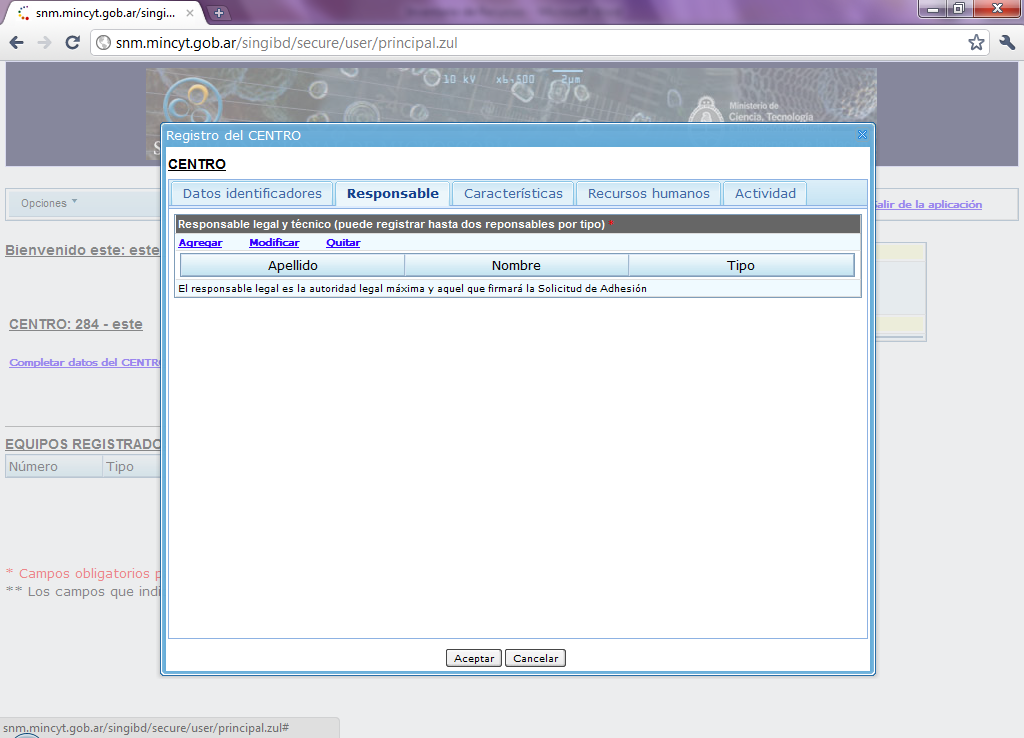 snm.mincyt.gob.ar/singi...
snm.mincyt.gob.ar/singibd/secure/user/principal.zul
10 kV x6,500 2µm
Ministerio de
Ciencia, Tecnología
Registro del CENTRO
CENTRO
Datos identificadores Responsable Características Recursos humanos Actividad
Opciones
Salir de la aplicación
Responsable legal y técnico (puede registrar hasta dos reponsables por tipo) *
Agregar Modificar Quitar
Bienvenido este: este
Apellido Nombre Tipo
El responsable legal es la autoridad legal máxima y aquel que firmará la Solicitud de Adhesión
CENTRO: 284 - este
Completar datos del CENTRO
EQUIPOS REGISTRADO
Número Tipo
* Campos obligatorios p
** Los campos que indi
Aceptar Cancelar
snm.mincyt.gob.ar/singibd/secure/user/principal.zul#